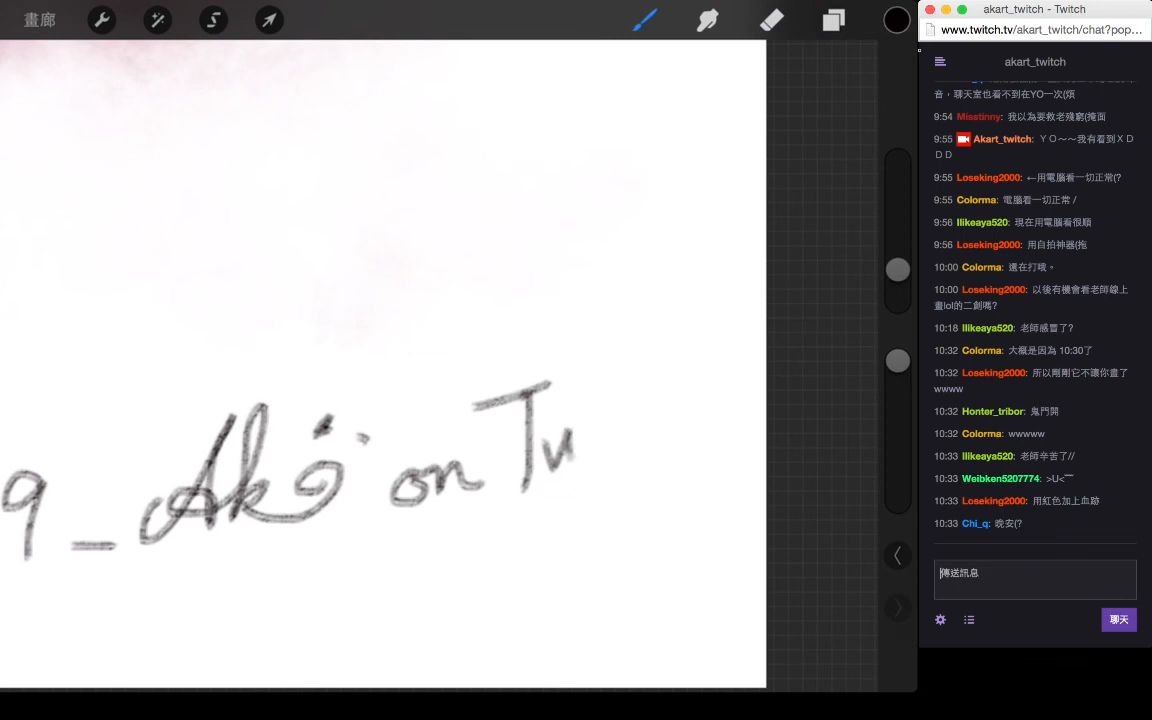 畫廊
9_Ako on Tw
akart_twitch - Twitch
www.twitch.tv/akart_twitch/chat?pop...
akart_twitch
音，聊天室也看不到在YO一次(煩
9:54 Misstinny: 我以為要救老殘窮(掩面
9:55 Akart_twitch: ＹＯ～～我有看到ＸＤ
ＤＤ
9:55 Loseking2000: ←用電腦看一切正常(?
9:55 Colorma: 電腦看一切正常 /
9:56 Ilikeaya520: 現在用電腦看很順
9:56 Loseking2000: 用自拍神器(拖
10:00 Colorma: 還在打哦。
10:00 Loseking2000: 以後有機會看老師線上
畫lol的二創嗎?
10:18 Ilikeaya520: 老師感冒了?
10:32 Colorma: 大概是因為 10:30了
10:32 Loseking2000: 所以剛剛它不讓你畫了
wwww
10:32 Honter_tribor: 鬼門開
10:32 Colorma: wwwww
10:33 Ilikeaya520: 老師辛苦了//
10:33 Weibken5207774: >U<￣
10:33 Loseking2000: 用紅色加上血跡
10:33 Chi_q: 晚安(?
傳送訊息
聊天